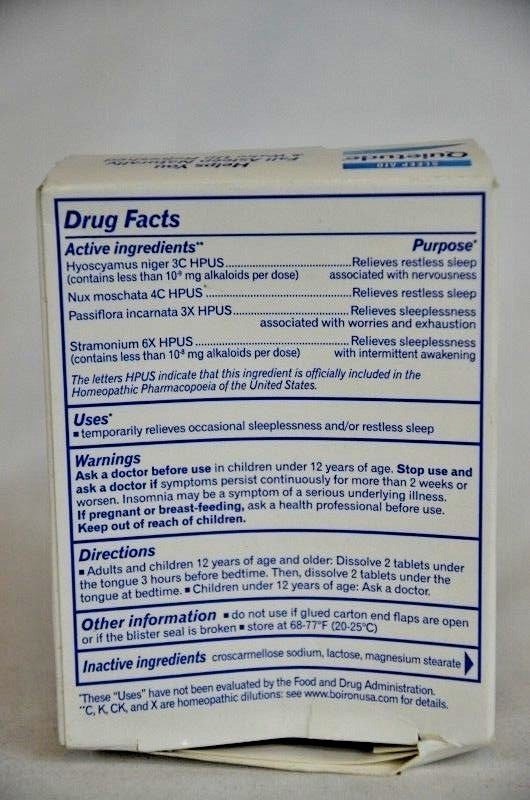 Quietude
SLEEP AID
Helps You
Fall Asleep Naturally
Drug Facts
Active ingredients** Purpose*
Hyoscyamus niger 3C HPUS ........ Relieves restless sleep
(contains less than 10⁻⁸ mg alkaloids per dose) associated with nervousness
Nux moschata 4C HPUS ........ Relieves restless sleep
Passiflora incarnata 3X HPUS ........ Relieves sleeplessness
associated with worries and exhaustion
Stramonium 6X HPUS ........ Relieves sleeplessness
(contains less than 10⁻⁸ mg alkaloids per dose) with intermittent awakening
The letters HPUS indicate that this ingredient is officially included in the
Homeopathic Pharmacopoeia of the United States.
Uses*
▪ temporarily relieves occasional sleeplessness and/or restless sleep
Warnings
Ask a doctor before use in children under 12 years of age. Stop use and
ask a doctor if symptoms persist continuously for more than 2 weeks or
worsen. Insomnia may be a symptom of a serious underlying illness.
If pregnant or breast-feeding, ask a health professional before use.
Keep out of reach of children.
Directions
▪ Adults and children 12 years of age and older: Dissolve 2 tablets under
the tongue 3 hours before bedtime. Then, dissolve 2 tablets under the
tongue at bedtime. ▪ Children under 12 years of age: Ask a doctor.
Other information ▪ do not use if glued carton end flaps are open
or if the blister seal is broken ▪ store at 68-77°F (20-25°C)
Inactive ingredients croscarmellose sodium, lactose, magnesium stearate
*These "Uses" have not been evaluated by the Food and Drug Administration.
**C, K, CK, and X are homeopathic dilutions: see www.boironusa.com for details.